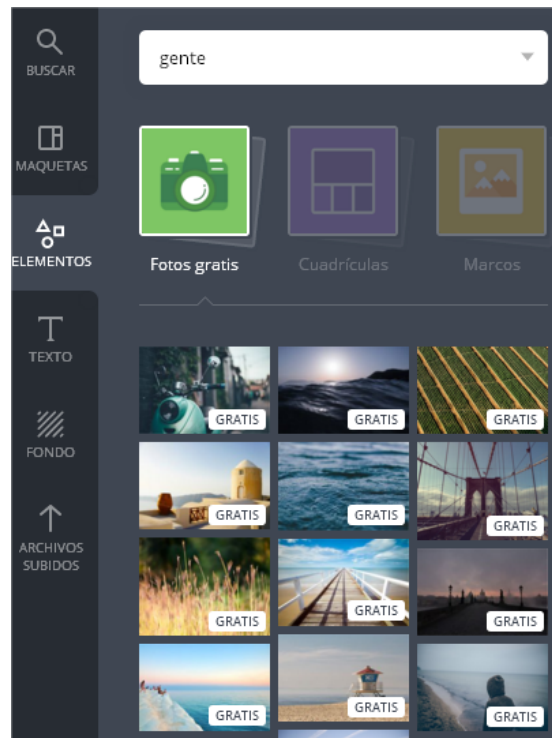 BUSCAR
MAQUETAS
ELEMENTOS
TEXTO
FONDO
ARCHIVOS
SUBIDOS
gente
Fotos gratis
Cuadrículas
Marcos
GRATIS
GRATIS
GRATIS
GRATIS
GRATIS
GRATIS
GRATIS
GRATIS
GRATIS
GRATIS
GRATIS
GRATIS